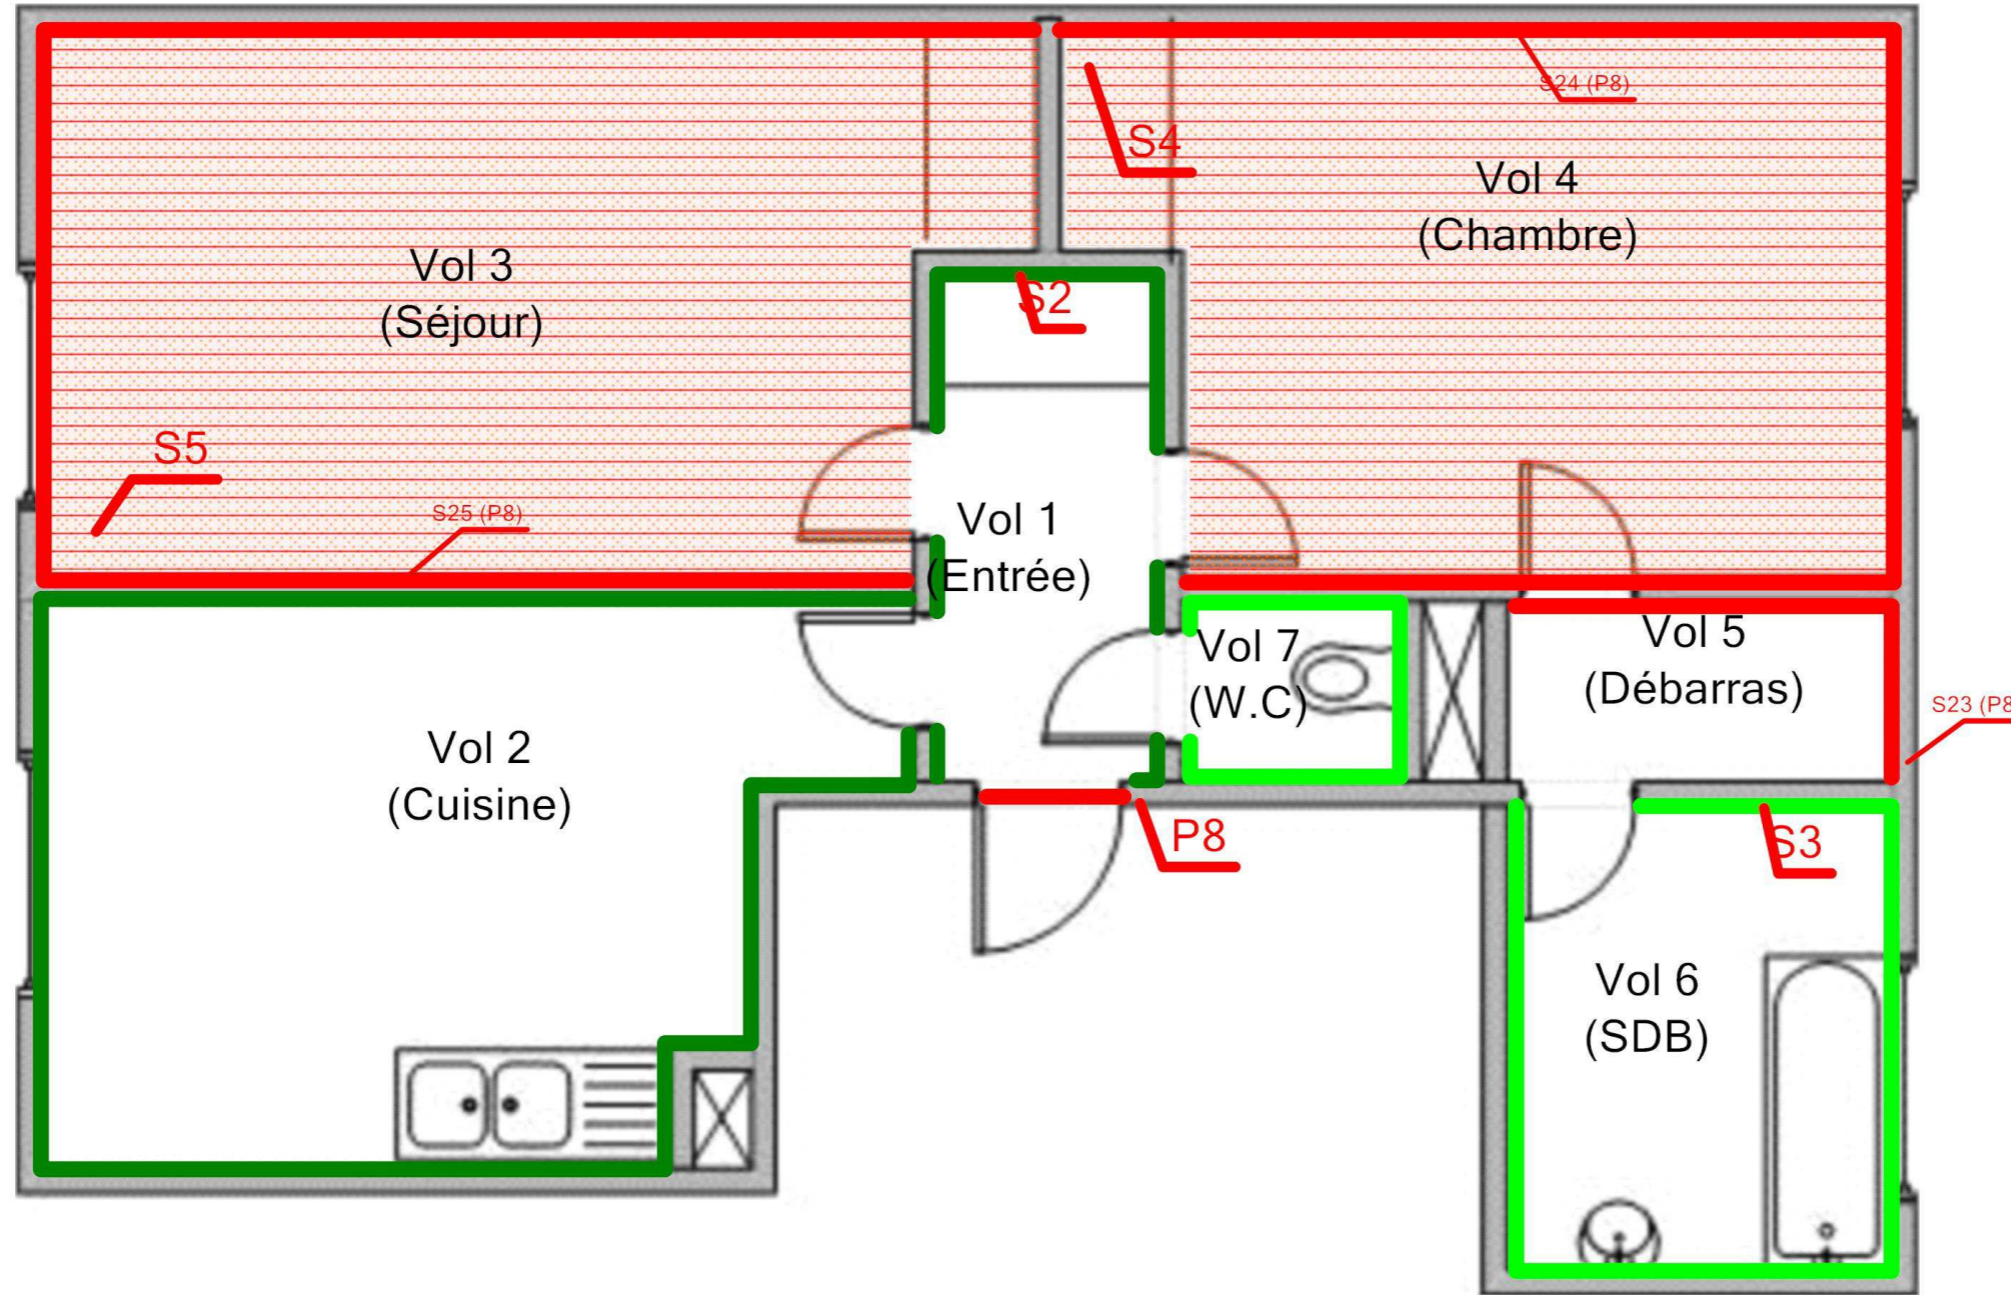 S24 (P8)
S4
Vol 4
(Chambre)
Vol 3
(Séjour)
S2
S5
S25 (P8)
Vol 1
(Entrée)
Vol 7
(W.C)
Vol 5
(Débarras)
S23 (P8
Vol 2
(Cuisine)
P8
S3
Vol 6
(SDB)